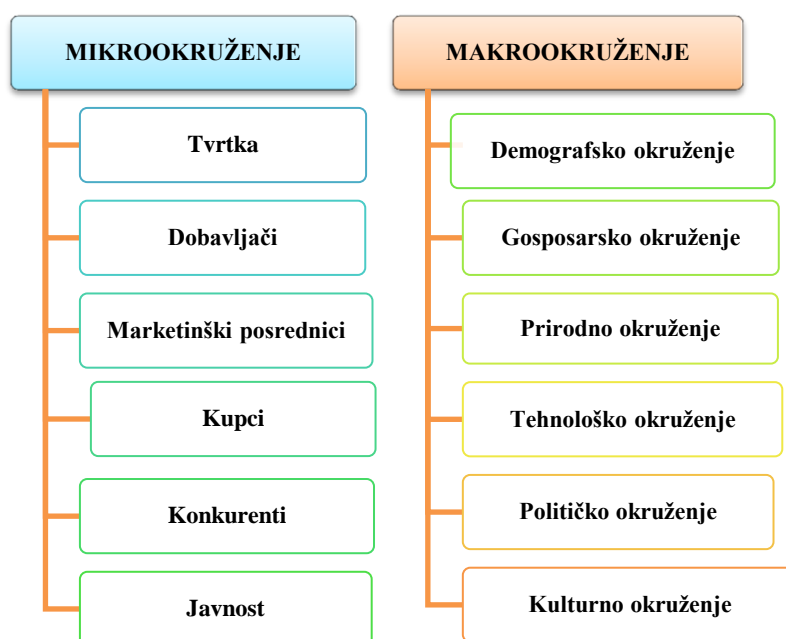 MIKROOKRUŽENJE
Tvrtka
Dobavljači
Marketinški posrednici
Kupci
Konkurenti
Javnost
MAKROOKRUŽENJE
Demografsko okruženje
Gosposarsko okruženje
Prirodno okruženje
Tehnološko okruženje
Političko okruženje
Kulturno okruženje